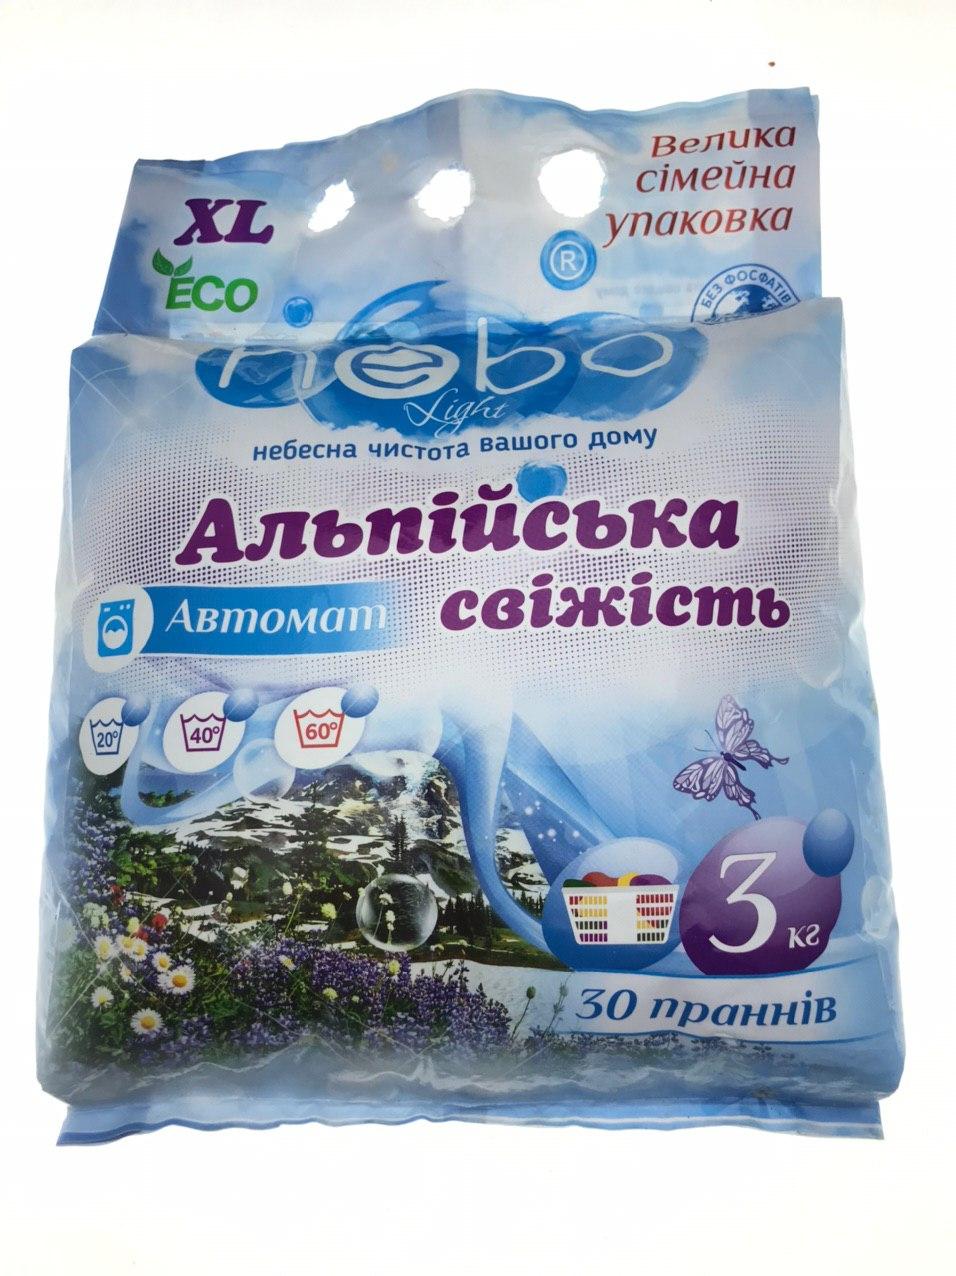 Велика
сімейна
упаковка
XL
ECO
®
БЕЗ ФОСФАТІВ
nebo
Light
небесна чистота вашого дому
Альпійська
свіжість
Автомат
20°
40°
60°
3 кг
30 праннів